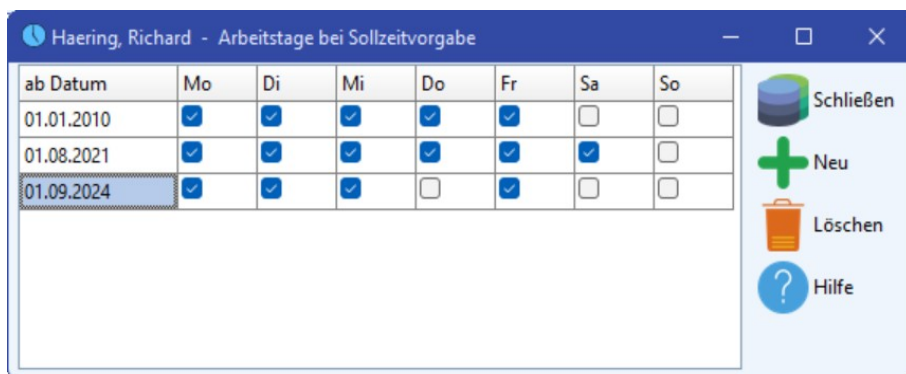 Haering, Richard - Arbeitstage bei Sollzeitvorgabe
ab Datum Mo Di Mi Do Fr Sa So
01.01.2010
01.08.2021
01.09.2024
Schließen
Neu
Löschen
Hilfe